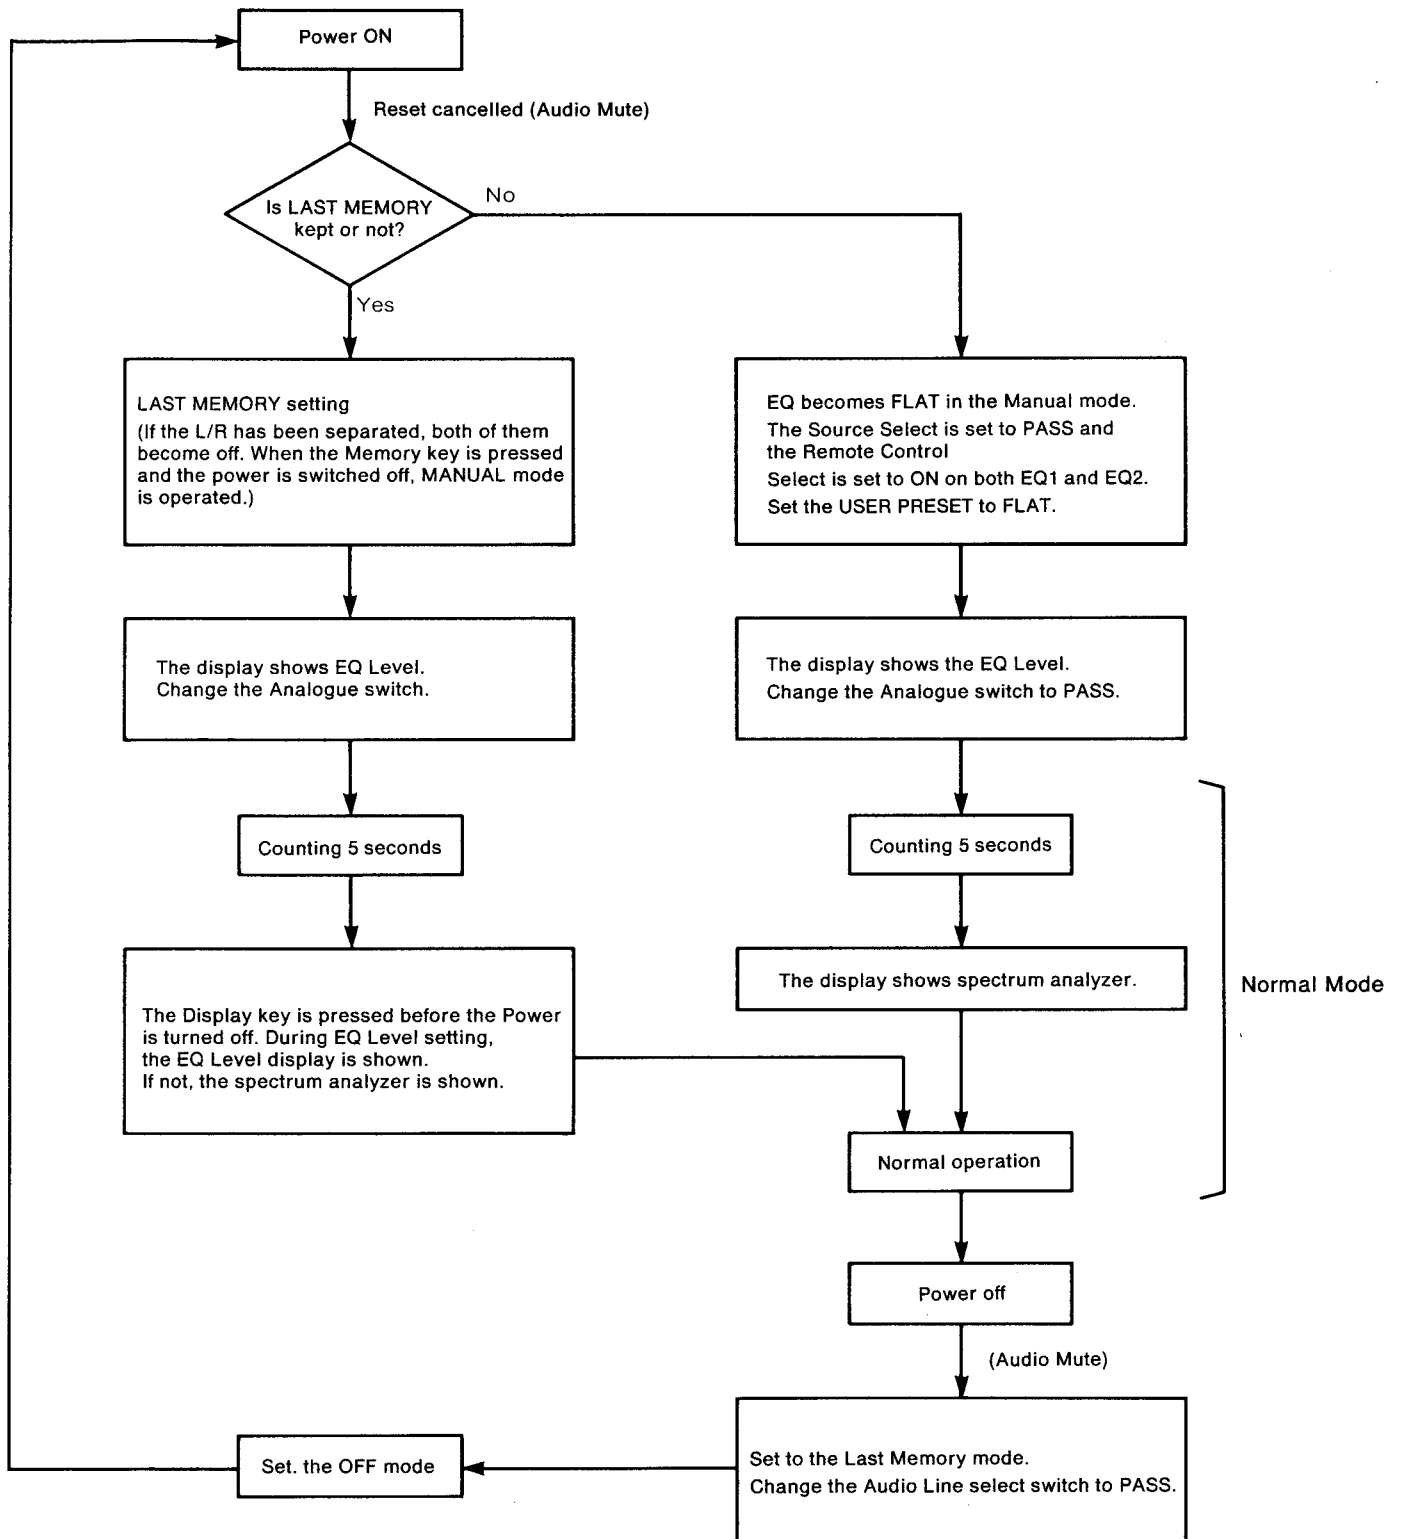 Power ON
Reset cancelled (Audio Mute)
Is LAST MEMORY
kept or not?
No
Yes
LAST MEMORY setting
(If the L/R has been separated, both of them
become off. When the Memory key is pressed
and the power is switched off, MANUAL mode
is operated.)
EQ becomes FLAT in the Manual mode.
The Source Select is set to PASS and
the Remote Control
Select is set to ON on both EQ1 and EQ2.
Set the USER PRESET to FLAT.
The display shows EQ Level.
Change the Analogue switch.
The display shows the EQ Level.
Change the Analogue switch to PASS.
Counting 5 seconds
Counting 5 seconds
The Display key is pressed before the Power
is turned off. During EQ Level setting,
the EQ Level display is shown.
If not, the spectrum analyzer is shown.
The display shows spectrum analyzer.
Normal Mode
Normal operation
Power off
(Audio Mute)
Set to the Last Memory mode.
Change the Audio Line select switch to PASS.
Set. the OFF mode